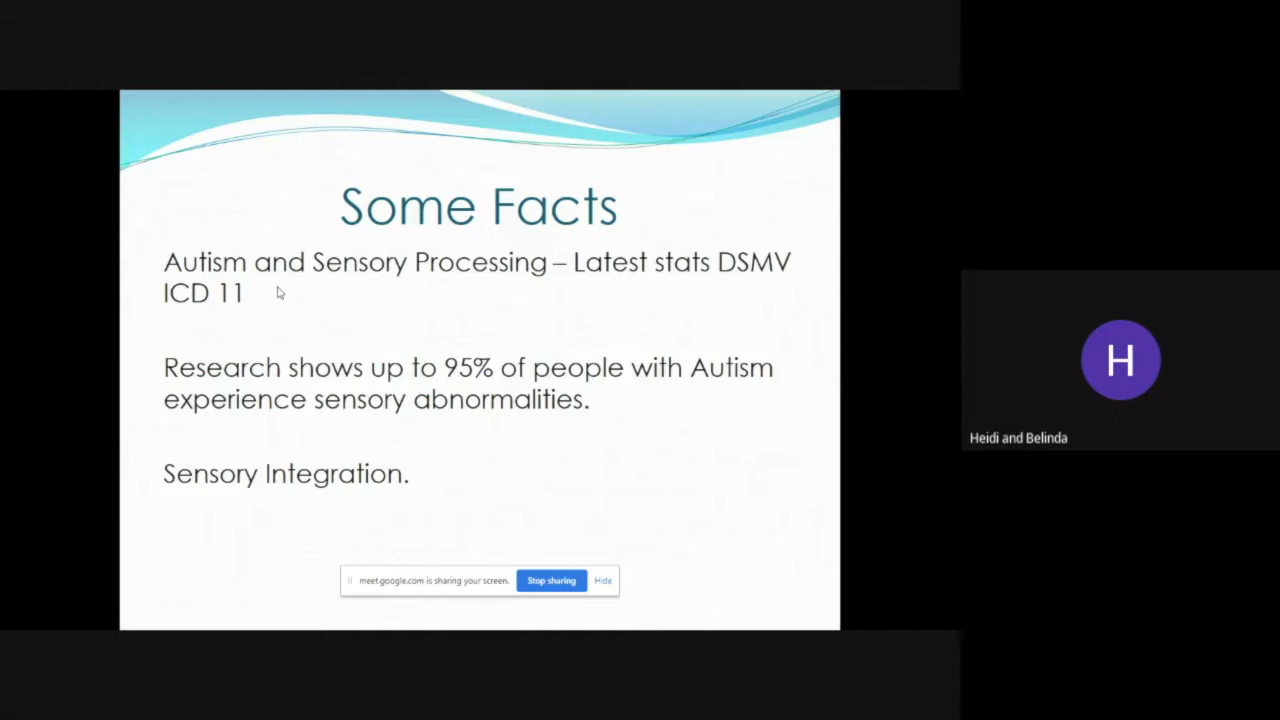 Some Facts
Autism and Sensory Processing – Latest stats DSMV
ICD 11
Research shows up to 95% of people with Autism
experience sensory abnormalities.
Sensory Integration.
meet.google.com is sharing your screen. Stop sharing Hide
H
Heidi and Belinda